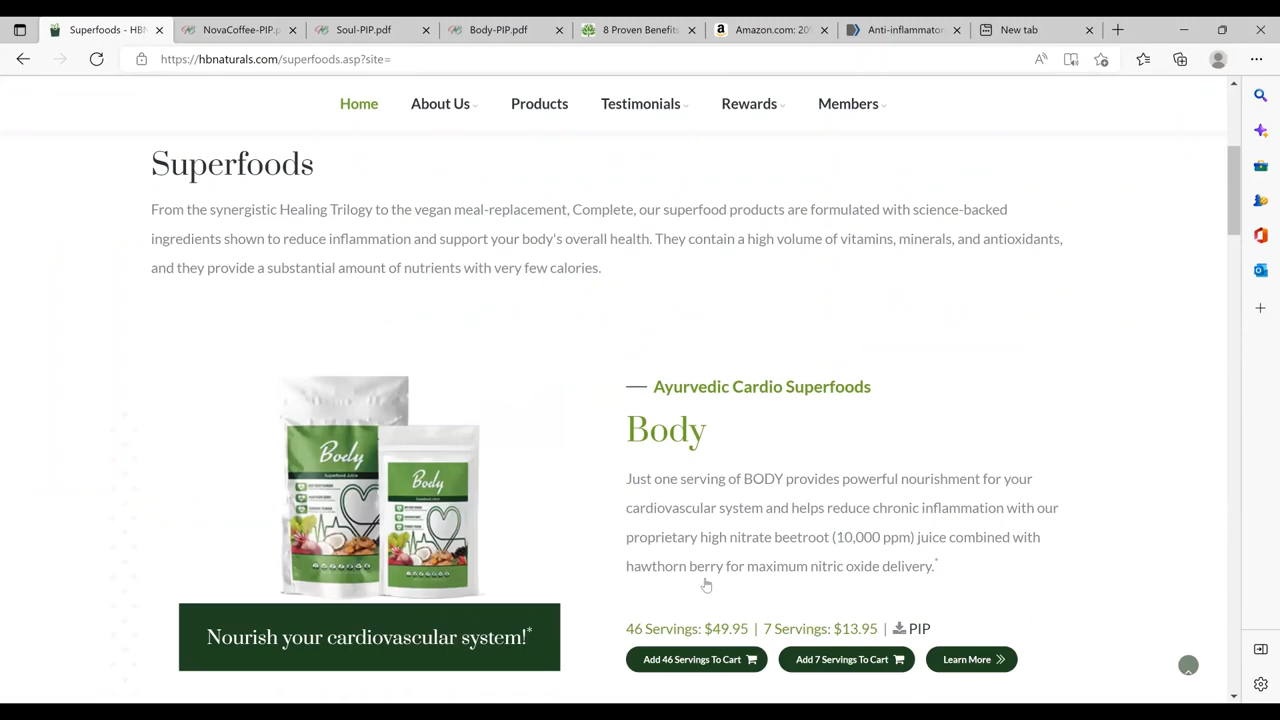 Superfoods - HBN
NovaCoffee-PIP.p
Soul-PIP.pdf
Body-PIP.pdf
8 Proven Benefits
Amazon.com: 20%
Anti-inflammator
New tab
https://hbnaturals.com/superfoods.asp?site=
Home
About Us
Products
Testimonials
Rewards
Members
Superfoods
From the synergistic Healing Trilogy to the vegan meal-replacement, Complete, our superfood products are formulated with science-backed
ingredients shown to reduce inflammation and support your body's overall health. They contain a high volume of vitamins, minerals, and antioxidants,
and they provide a substantial amount of nutrients with very few calories.
Body
Body
Nourish your cardiovascular system!*
Ayurvedic Cardio Superfoods
Body
Just one serving of BODY provides powerful nourishment for your
cardiovascular system and helps reduce chronic inflammation with our
proprietary high nitrate beetroot (10,000 ppm) juice combined with
hawthorn berry for maximum nitric oxide delivery.*
46 Servings: $49.95 | 7 Servings: $13.95 | PIP
Add 46 Servings To Cart
Add 7 Servings To Cart
Learn More